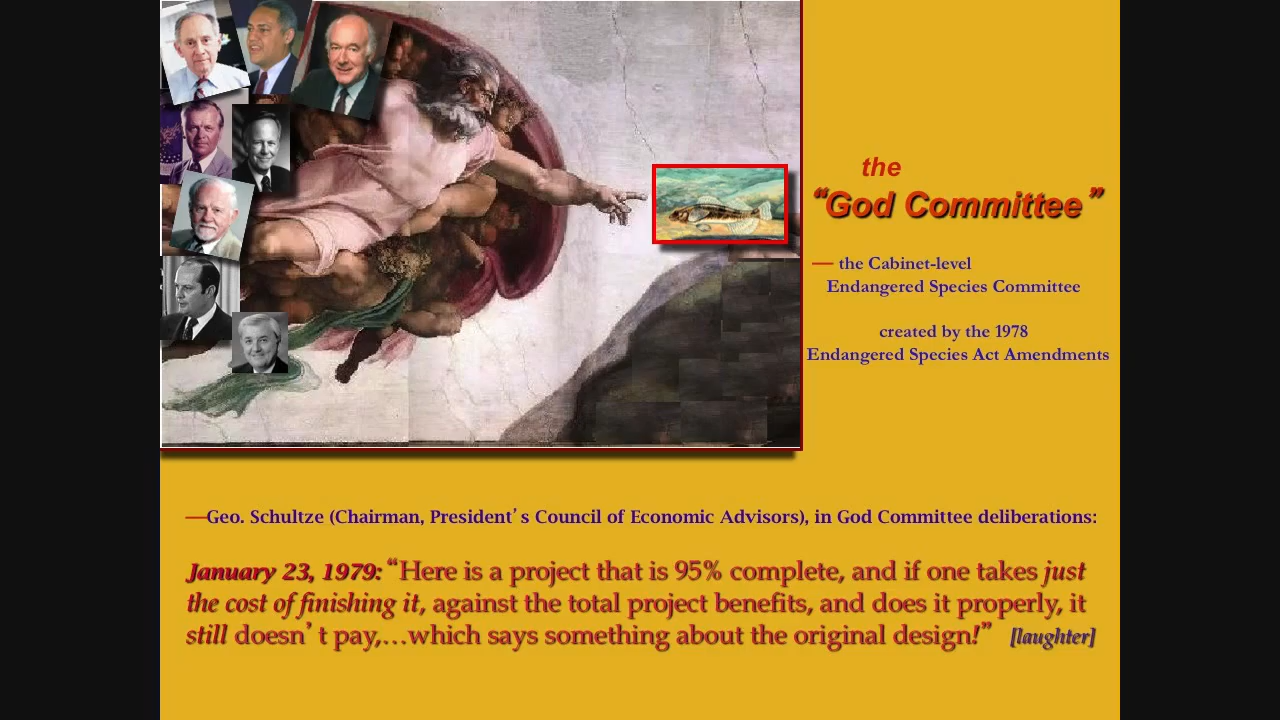 the
“God Committee”
— the Cabinet-level
Endangered Species Committee
created by the 1978
Endangered Species Act Amendments
—Geo. Schultze (Chairman, President’s Council of Economic Advisors), in God Committee deliberations:
January 23, 1979: “Here is a project that is 95% complete, and if one takes just
the cost of finishing it, against the total project benefits, and does it properly, it
still doesn’t pay,…which says something about the original design!” [laughter]